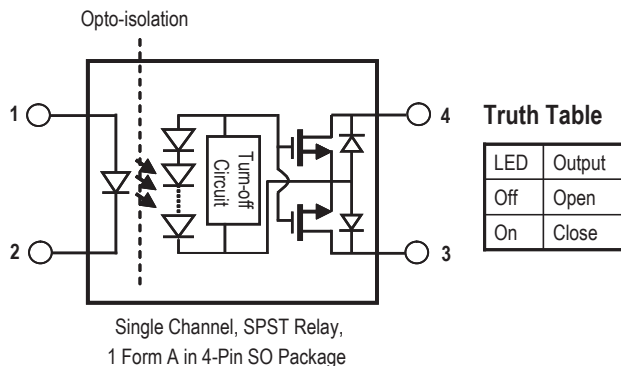 Opto-isolation
1
4
2
3
Turn-off
Circuit
Truth Table
LED Output
Off Open
On Close
Single Channel, SPST Relay,
1 Form A in 4-Pin SO Package